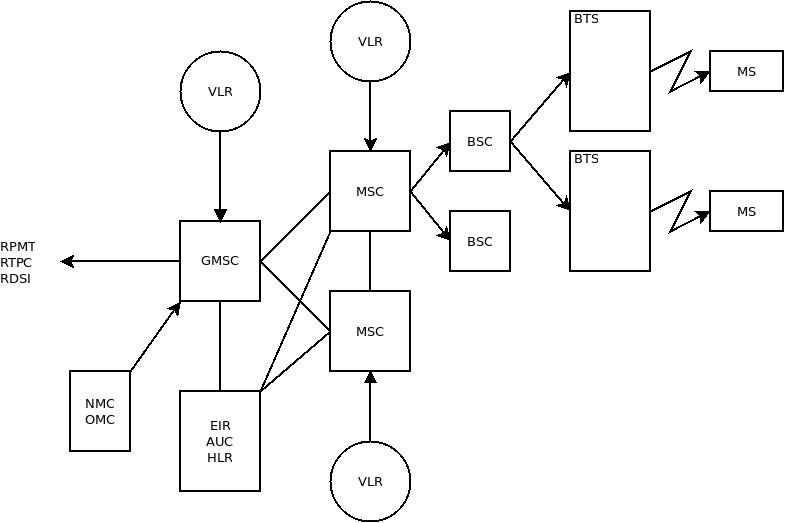 VLR
VLR
BTS
MS
BSC
MSC
BTS
MS
BSC
RPMT
RTPC
RDSI
GMSC
MSC
NMC
OMC
EIR
AUC
HLR
VLR